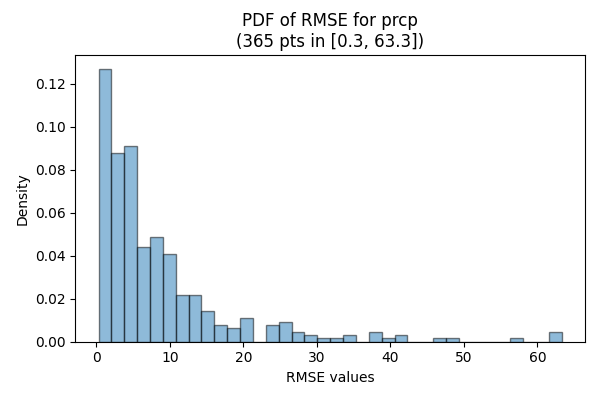 PDF of RMSE for prcp
(365 pts in [0.3, 63.3])
Density
0.12
0.10
0.08
0.06
0.04
0.02
0.00
0 10 20 30 40 50 60
RMSE values